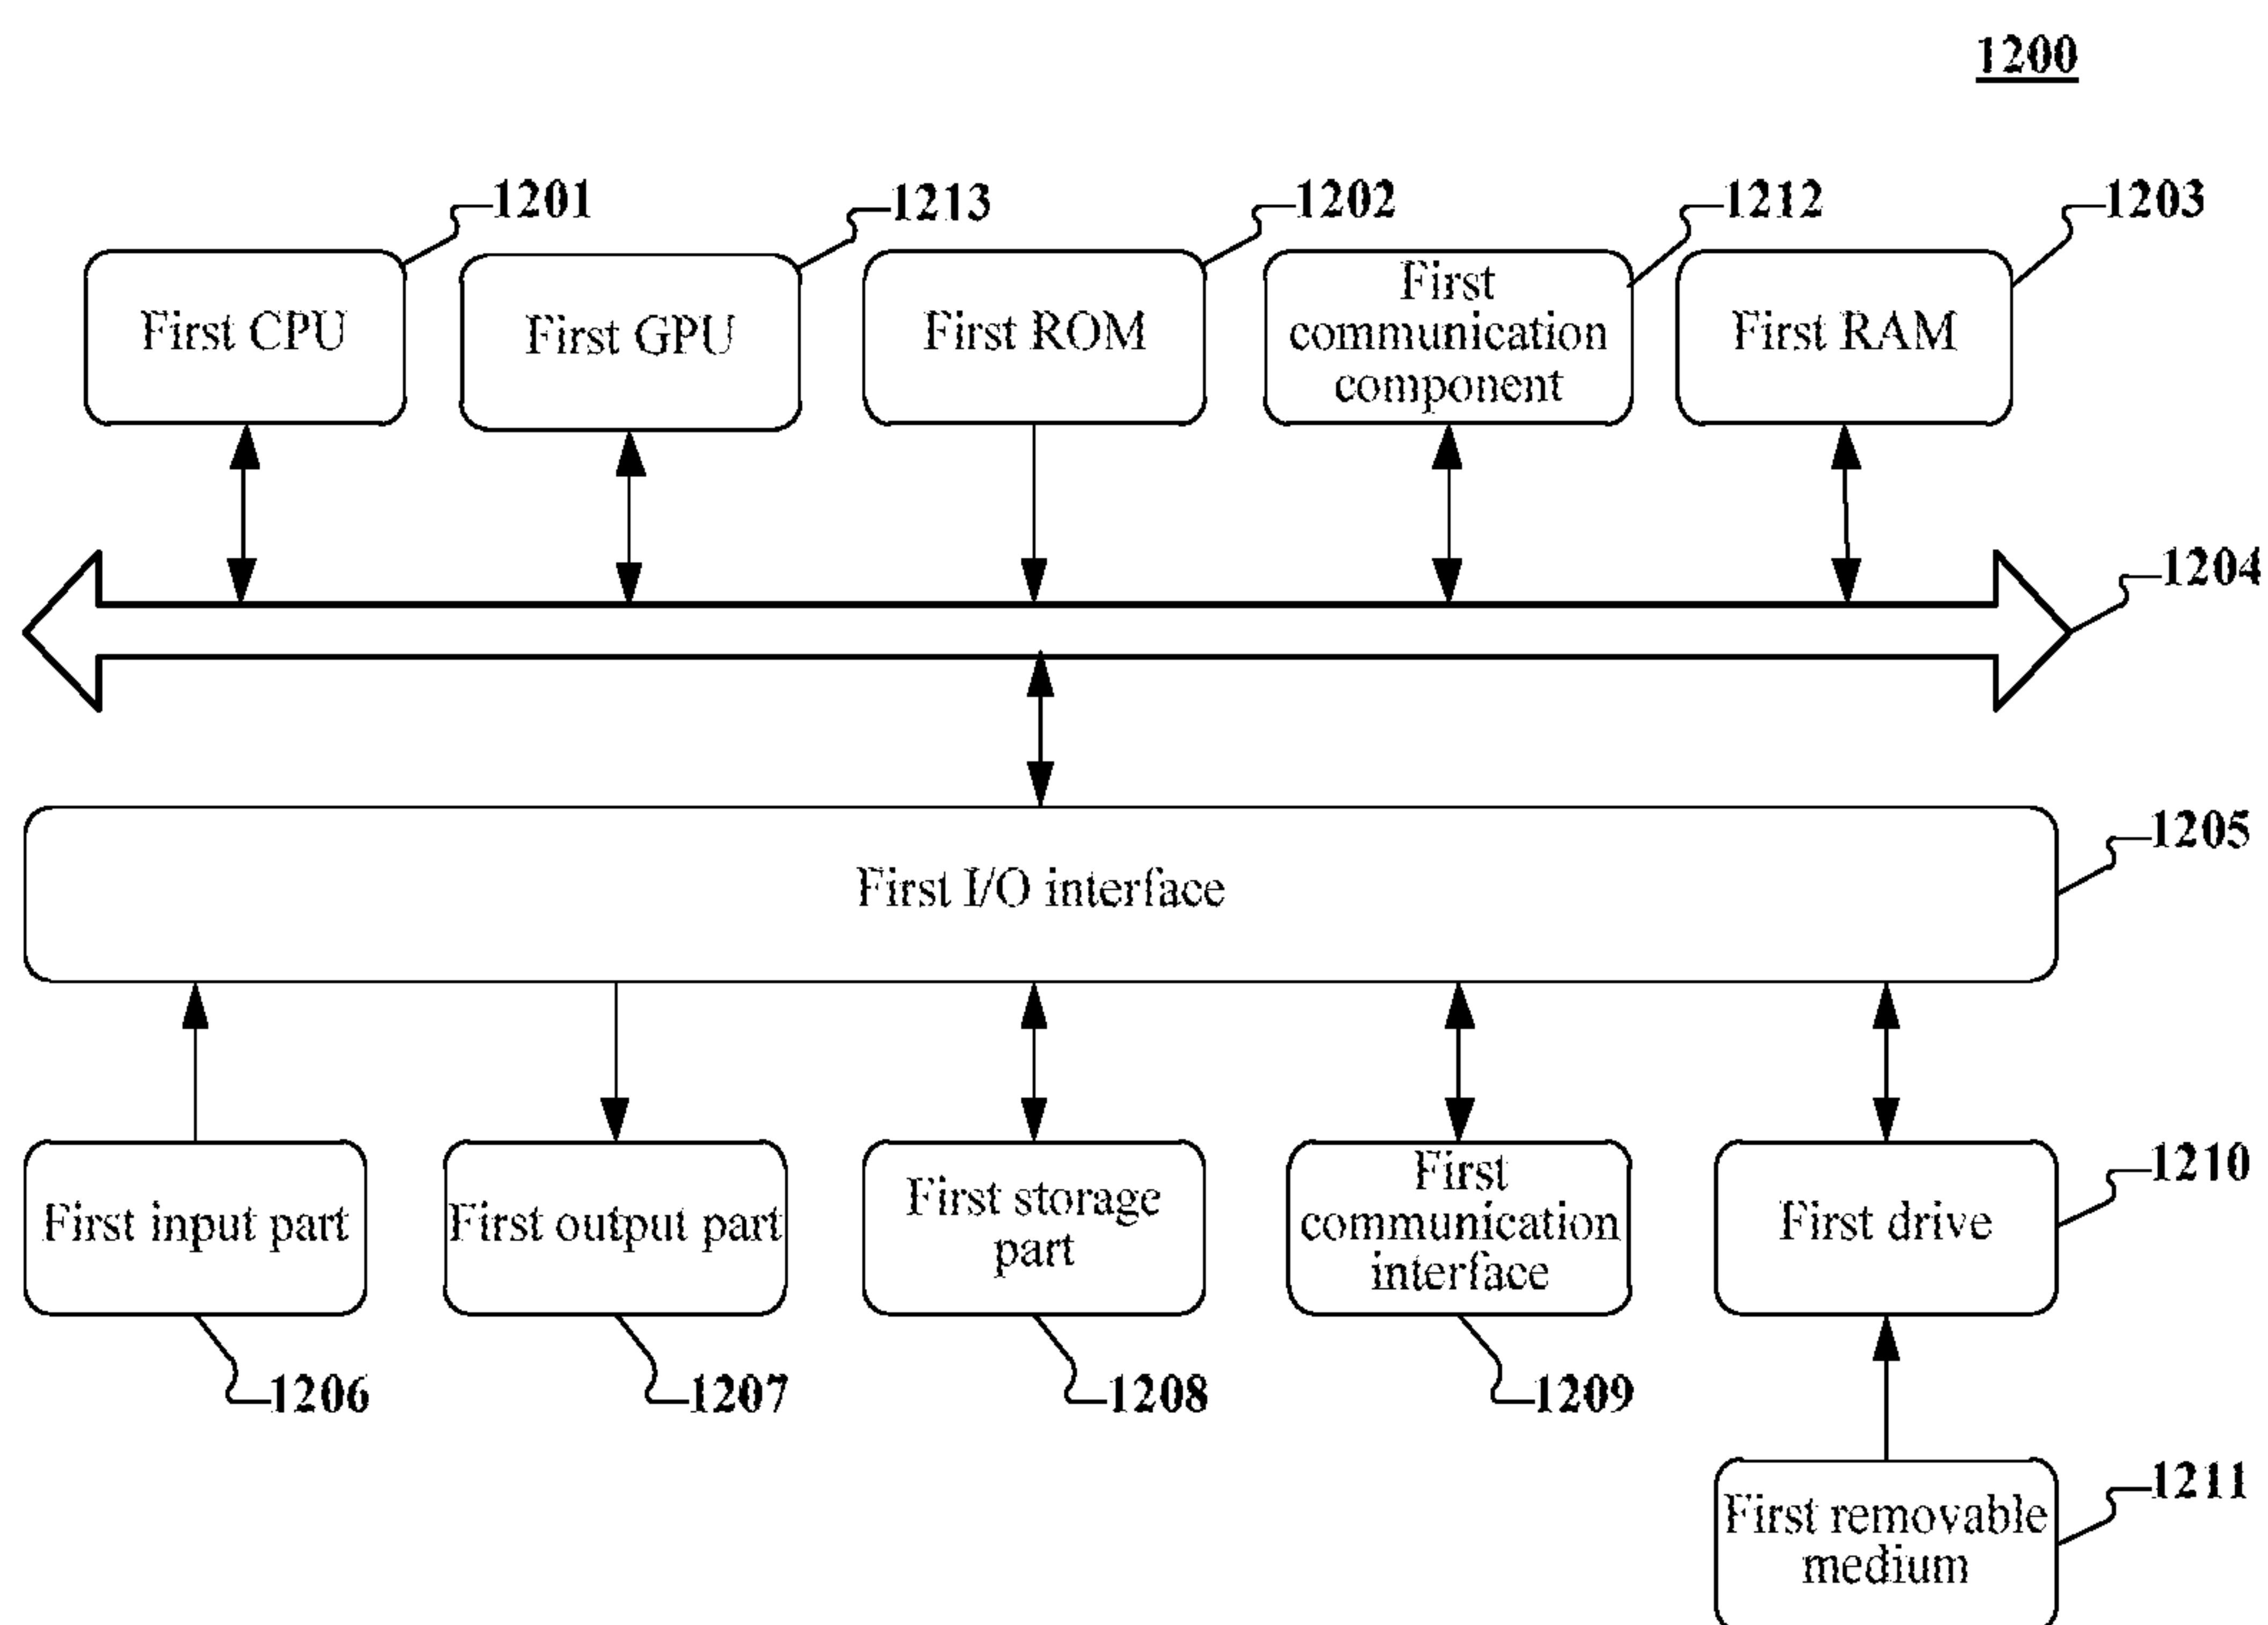 1200
1201
1213
1202
1212
1203
First CPU
First GPU
First ROM
First
communication
component
First RAM
1204
1205
First I/O interface
First input part
First output part
First storage
part
First
communication
interface
First drive
1210
1206
1207
1208
1209
1211
First removable
medium